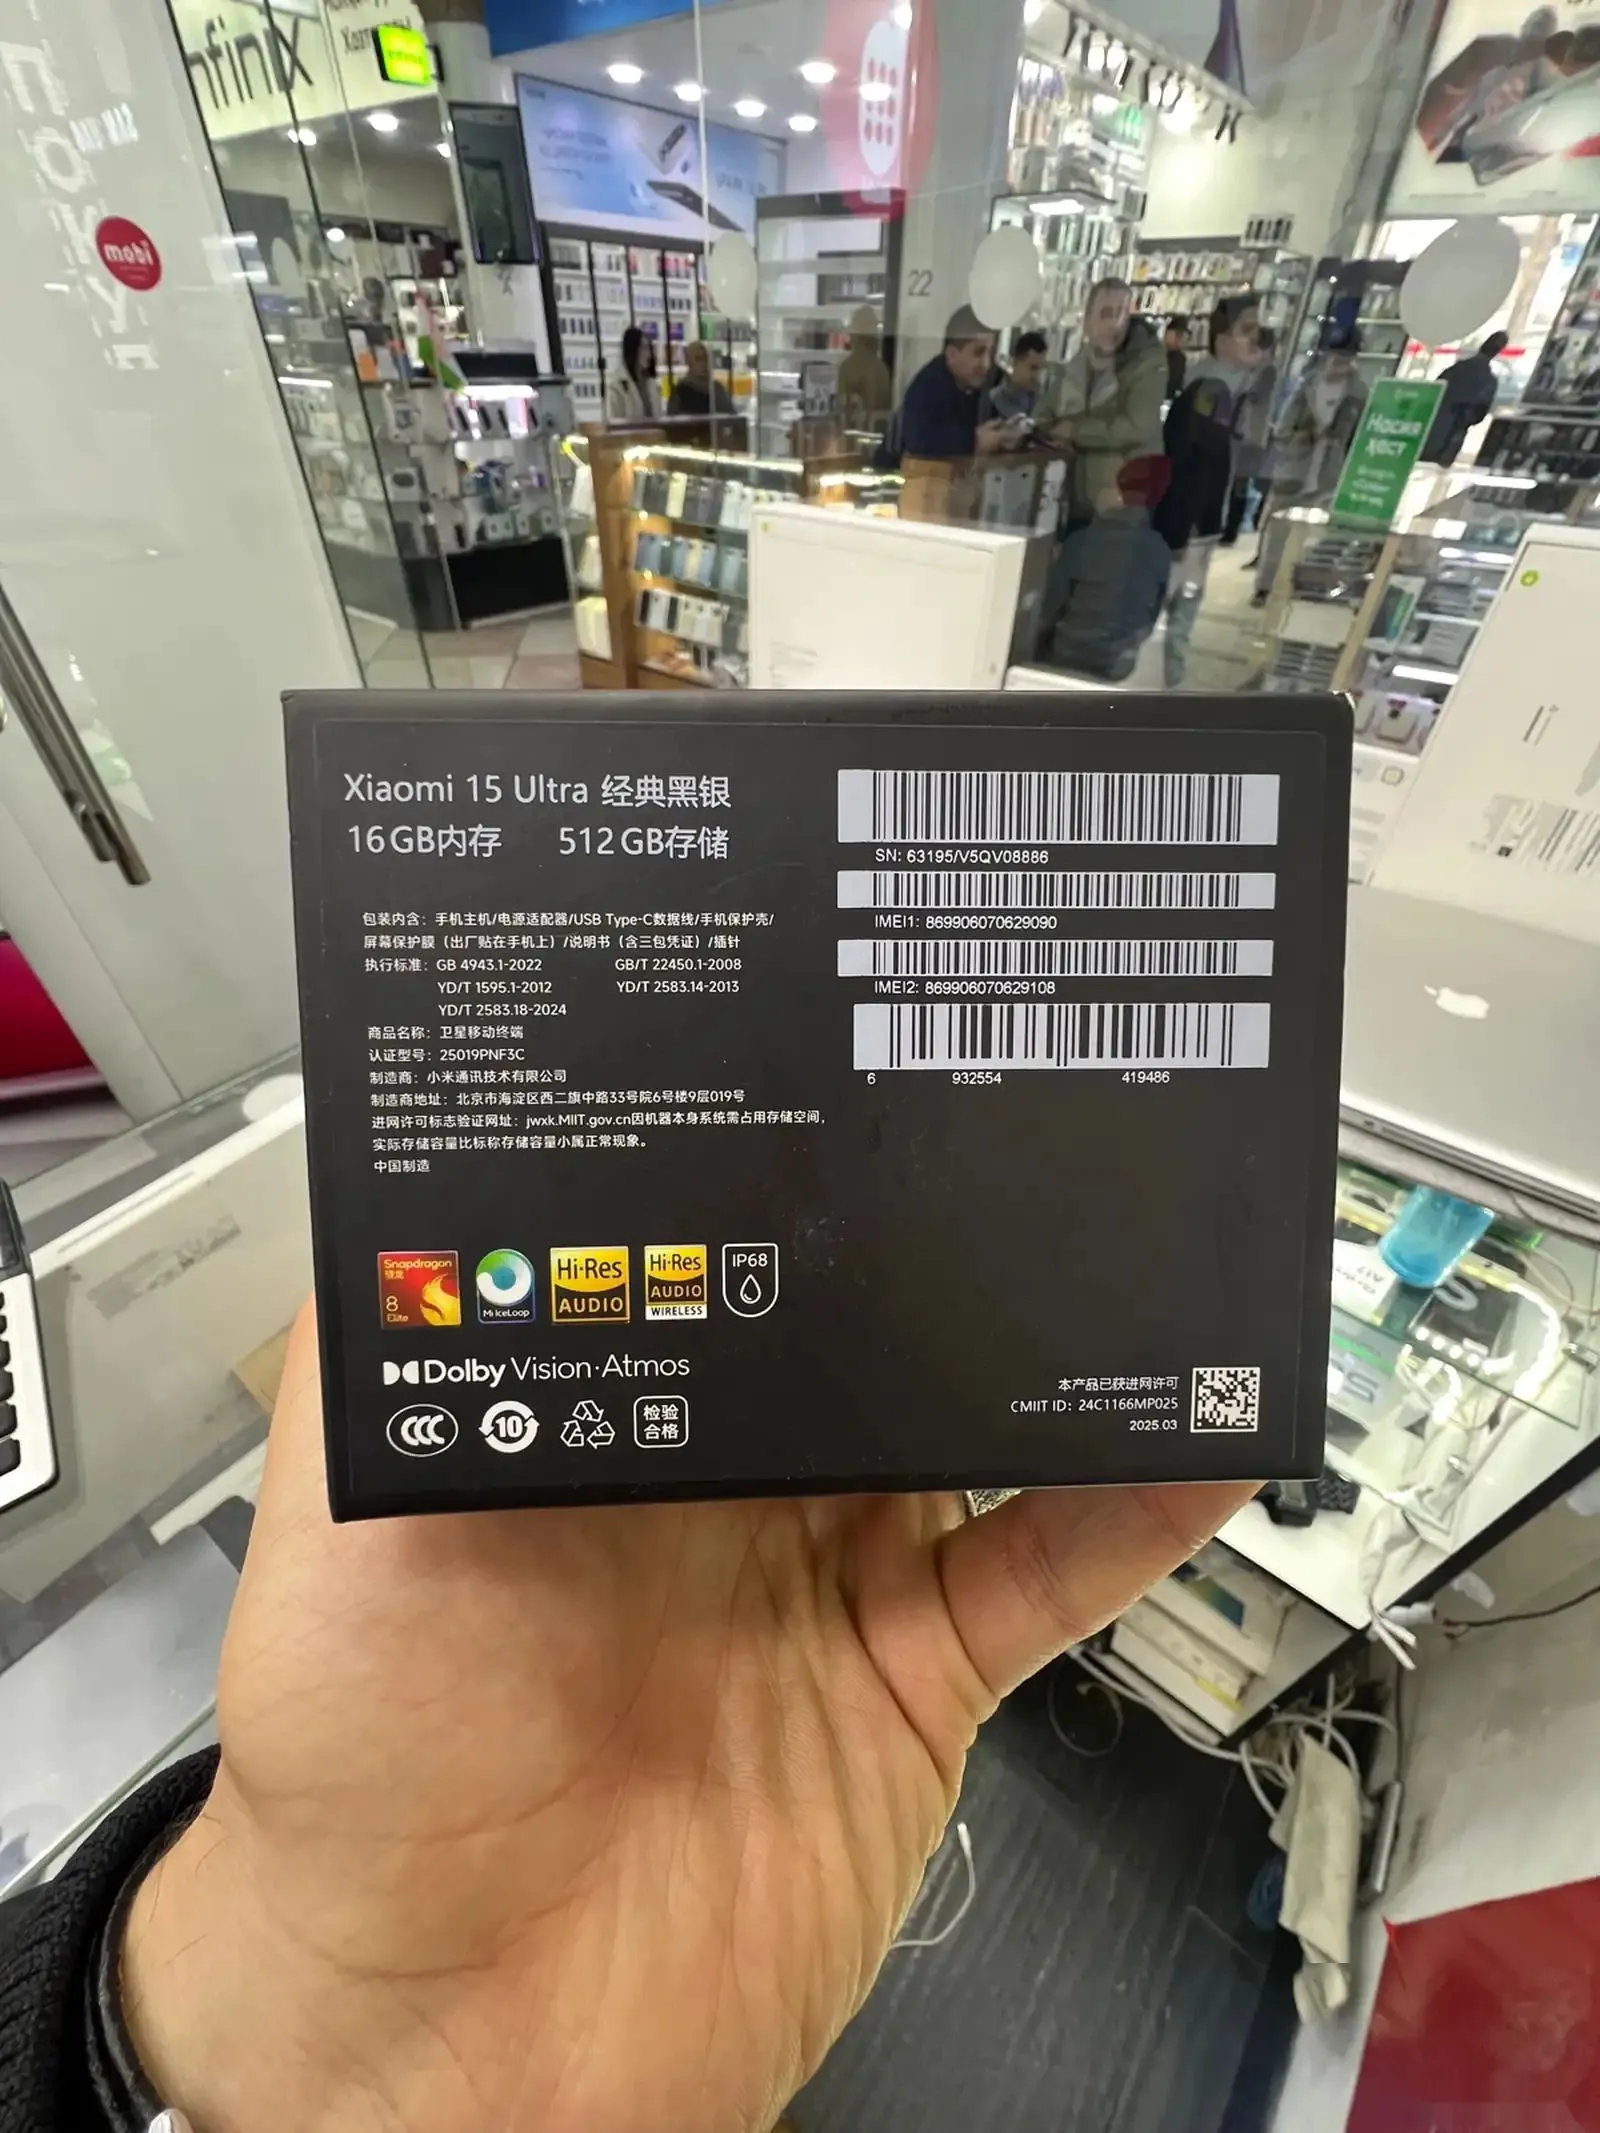 nfinix
mobi
22
Насия
Xiaomi 15 Ultra 经典黑银
16GB内存 512GB存储
包装内含：手机主机/电源适配器/USB Type-C数据线/手机保护壳/
屏幕保护膜（出厂贴在手机上）/说明书（含三包凭证）/插针
执行标准：GB 4943.1-2022 GB/T 22450.1-2008
YD/T 1595.1-2012 YD/T 2583.14-2013
YD/T 2583.18-2024
商品名称：卫星移动终端
认证型号：25019PNF3C
制造商：小米通讯技术有限公司
制造商地址：北京市海淀区西二旗中路33号院6号楼9层019号
进网许可标志验证网址：jwxk.MIIT.gov.cn因机器本身系统需占用存储空间，
实际存储容量比标称存储容量小属正常现象。
中国制造
SN: 63195/V5QV08886
IMEI1: 869906070629090
IMEI2: 869906070629108
6 932554 419486
Snapdragon
骁龙
8
Elite
Mi IceLoop
Hi-Res
AUDIO
Hi-Res
AUDIO
WIRELESS
IP68
Dolby Vision·Atmos
CCC
10
检验
合格
本产品已获进网许可
CMIIT ID: 24C1166MP025
2025.03